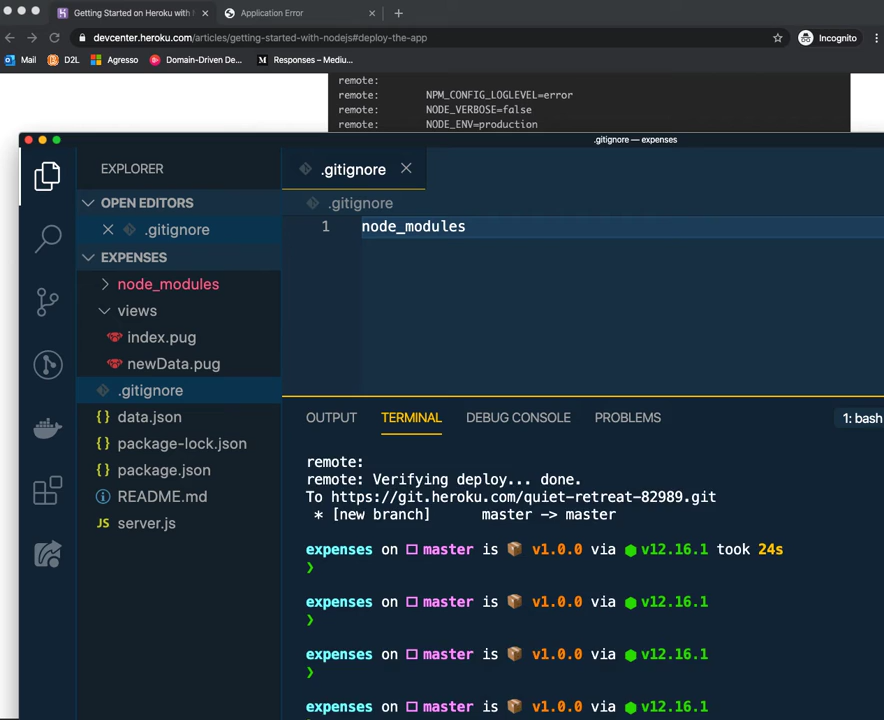 Getting Started on Heroku with N
Application Error
devcenter.heroku.com/articles/getting-started-with-nodejs#deploy-the-app
Incognito
Mail
D2L
Agresso
Domain-Driven De...
Responses – Mediu...
remote:
remote: NPM_CONFIG_LOGLEVEL=error
remote: NODE_VERBOSE=false
remote: NODE_ENV=production
.gitignore — expenses
EXPLORER
.gitignore
OPEN EDITORS
.gitignore
.gitignore
1 node_modules
EXPENSES
node_modules
views
index.pug
newData.pug
.gitignore
data.json
package-lock.json
package.json
README.md
server.js
OUTPUT
TERMINAL
DEBUG CONSOLE
PROBLEMS
1: bash
remote:
remote: Verifying deploy... done.
To https://git.heroku.com/quiet-retreat-82989.git
* [new branch] master -> master
expenses on master is v1.0.0 via v12.16.1 took 24s
❯
expenses on master is v1.0.0 via v12.16.1
❯
expenses on master is v1.0.0 via v12.16.1
❯
expenses on master is v1.0.0 via v12.16.1